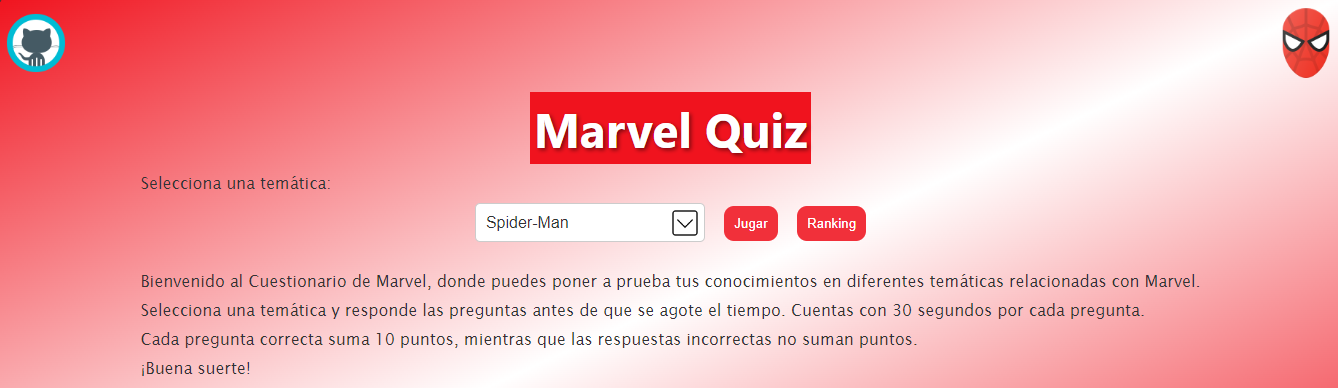 Marvel Quiz
Selecciona una temática:
Spider-Man
Jugar
Ranking
Bienvenido al Cuestionario de Marvel, donde puedes poner a prueba tus conocimientos en diferentes temáticas relacionadas con Marvel.
Selecciona una temática y responde las preguntas antes de que se agote el tiempo. Cuentas con 30 segundos por cada pregunta.
Cada pregunta correcta suma 10 puntos, mientras que las respuestas incorrectas no suman puntos.
¡Buena suerte!